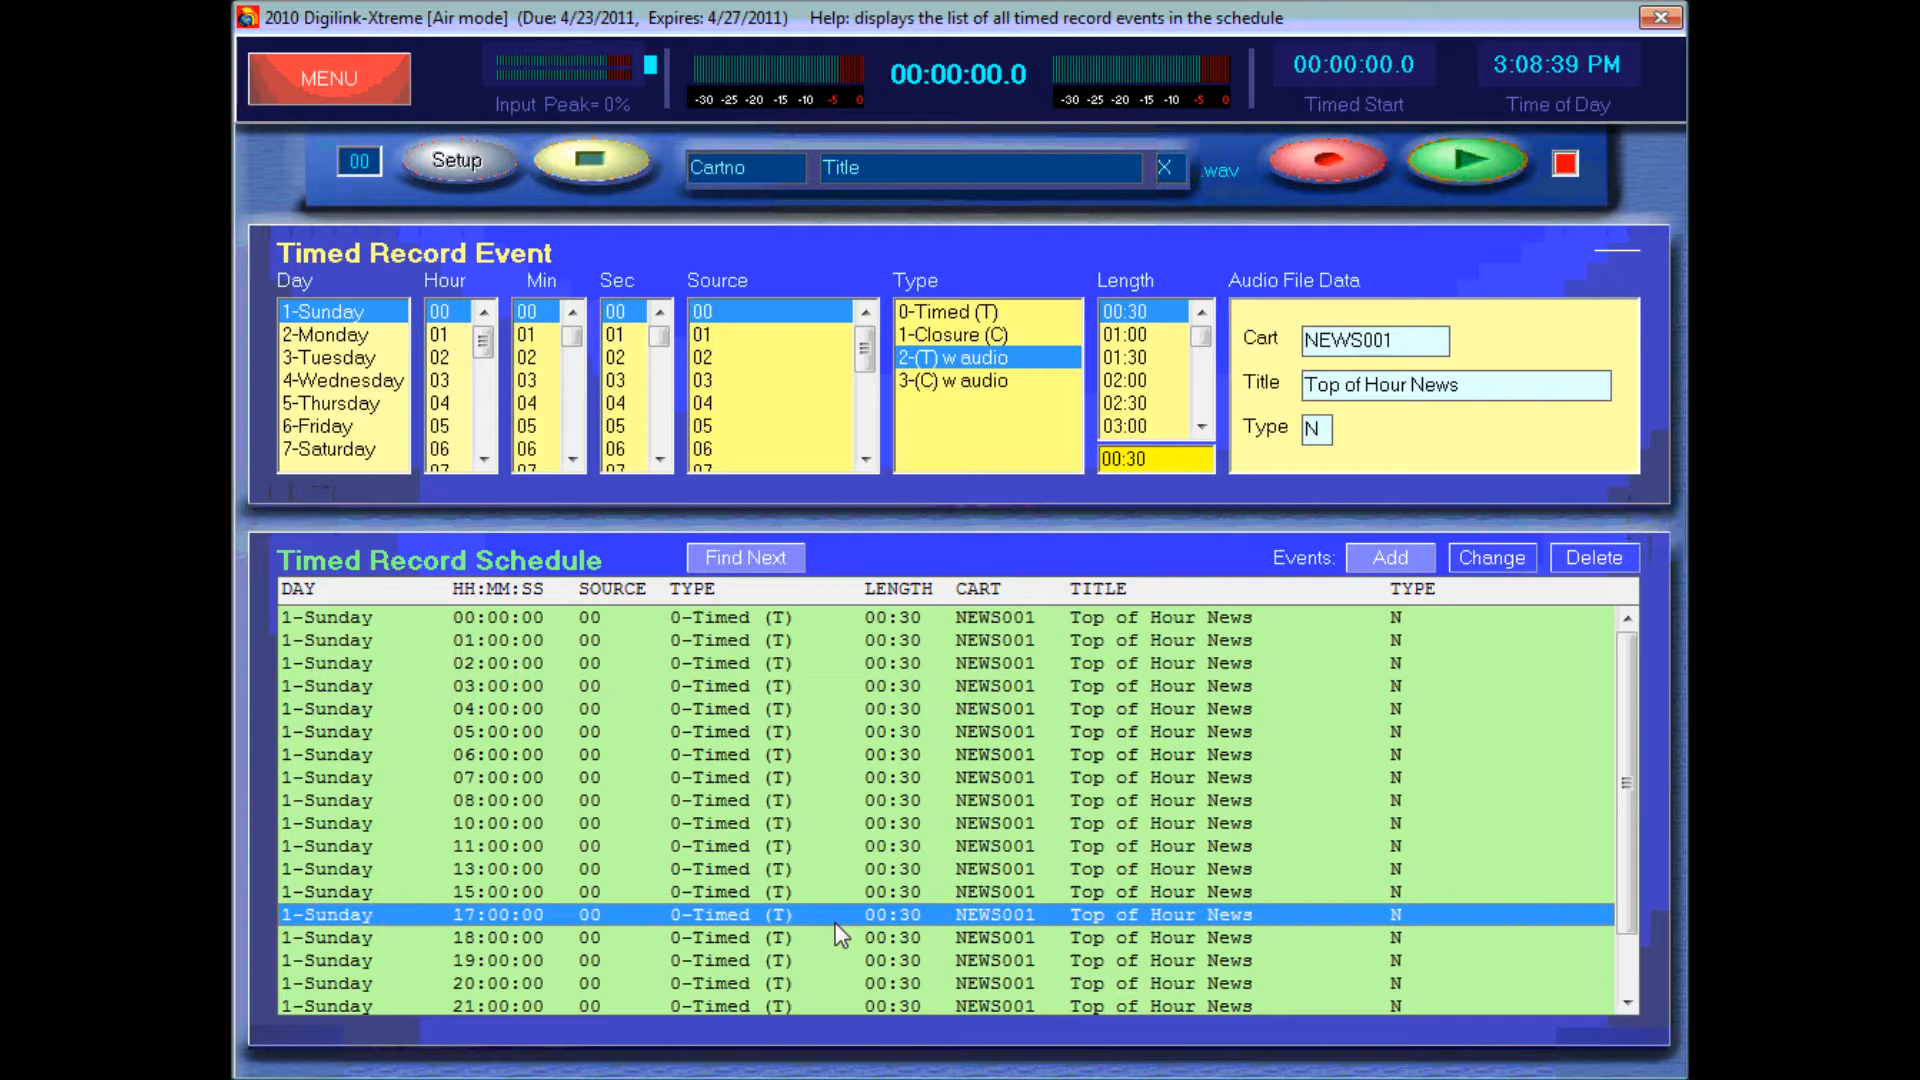 2010 Digilink-Xtreme [Air mode] (Due: 4/23/2011, Expires: 4/27/2011) Help: displays the list of all timed record events in the schedule
MENU
Input Peak= 0%
-30 -25 -20 -15 -10 -5 0
00:00:00.0
-30 -25 -20 -15 -10 -5 0
00:00:00.0
Timed Start
3:08:39 PM
Time of Day
00 Setup Cartno Title X .wav
Timed Record Event
Day Hour Min Sec Source Type Length Audio File Data
1-Sunday
2-Monday
3-Tuesday
4-Wednesday
5-Thursday
6-Friday
7-Saturday
00
01
02
03
04
05
06
07
00
01
02
03
04
05
06
07
00
01
02
03
04
05
06
07
00
01
02
03
04
05
06
07
0-Timed (T)
1-Closure (C)
2-(T) w audio
3-(C) w audio
00:30
01:00
01:30
02:00
02:30
03:00
00:30
Cart NEWS001
Title Top of Hour News
Type N
Timed Record Schedule Find Next Events: Add Change Delete
DAY HH:MM:SS SOURCE TYPE LENGTH CART TITLE TYPE
1-Sunday 00:00:00 00 0-Timed (T) 00:30 NEWS001 Top of Hour News N
1-Sunday 01:00:00 00 0-Timed (T) 00:30 NEWS001 Top of Hour News N
1-Sunday 02:00:00 00 0-Timed (T) 00:30 NEWS001 Top of Hour News N
1-Sunday 03:00:00 00 0-Timed (T) 00:30 NEWS001 Top of Hour News N
1-Sunday 04:00:00 00 0-Timed (T) 00:30 NEWS001 Top of Hour News N
1-Sunday 05:00:00 00 0-Timed (T) 00:30 NEWS001 Top of Hour News N
1-Sunday 06:00:00 00 0-Timed (T) 00:30 NEWS001 Top of Hour News N
1-Sunday 07:00:00 00 0-Timed (T) 00:30 NEWS001 Top of Hour News N
1-Sunday 08:00:00 00 0-Timed (T) 00:30 NEWS001 Top of Hour News N
1-Sunday 10:00:00 00 0-Timed (T) 00:30 NEWS001 Top of Hour News N
1-Sunday 11:00:00 00 0-Timed (T) 00:30 NEWS001 Top of Hour News N
1-Sunday 13:00:00 00 0-Timed (T) 00:30 NEWS001 Top of Hour News N
1-Sunday 15:00:00 00 0-Timed (T) 00:30 NEWS001 Top of Hour News N
1-Sunday 17:00:00 00 0-Timed (T) 00:30 NEWS001 Top of Hour News N
1-Sunday 18:00:00 00 0-Timed (T) 00:30 NEWS001 Top of Hour News N
1-Sunday 19:00:00 00 0-Timed (T) 00:30 NEWS001 Top of Hour News N
1-Sunday 20:00:00 00 0-Timed (T) 00:30 NEWS001 Top of Hour News N
1-Sunday 21:00:00 00 0-Timed (T) 00:30 NEWS001 Top of Hour News N